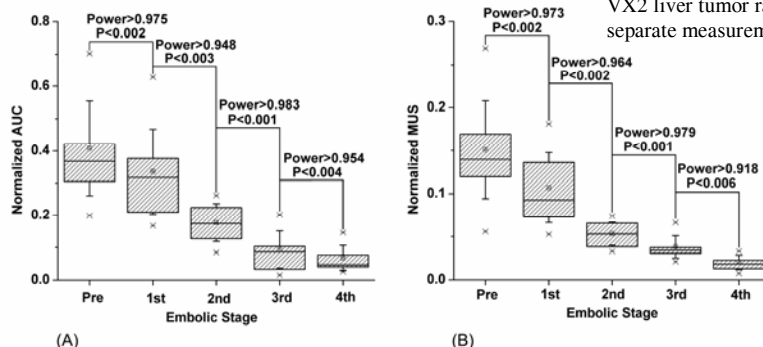 VX2 liver tumor ra
separate measurem
Power>0.975
P<0.002
Power>0.948
P<0.003
Power>0.983
P<0.001
Power>0.954
P<0.004
Normalized AUC
0.8
0.6
0.4
0.2
0.0
Pre 1st 2nd 3rd 4th
Embolic Stage
(A)
Power>0.973
P<0.002
Power>0.964
P<0.002
Power>0.979
P<0.001
Power>0.918
P<0.006
Normalized MUS
0.3
0.2
0.1
0.0
Pre 1st 2nd 3rd 4th
Embolic Stage
(B)